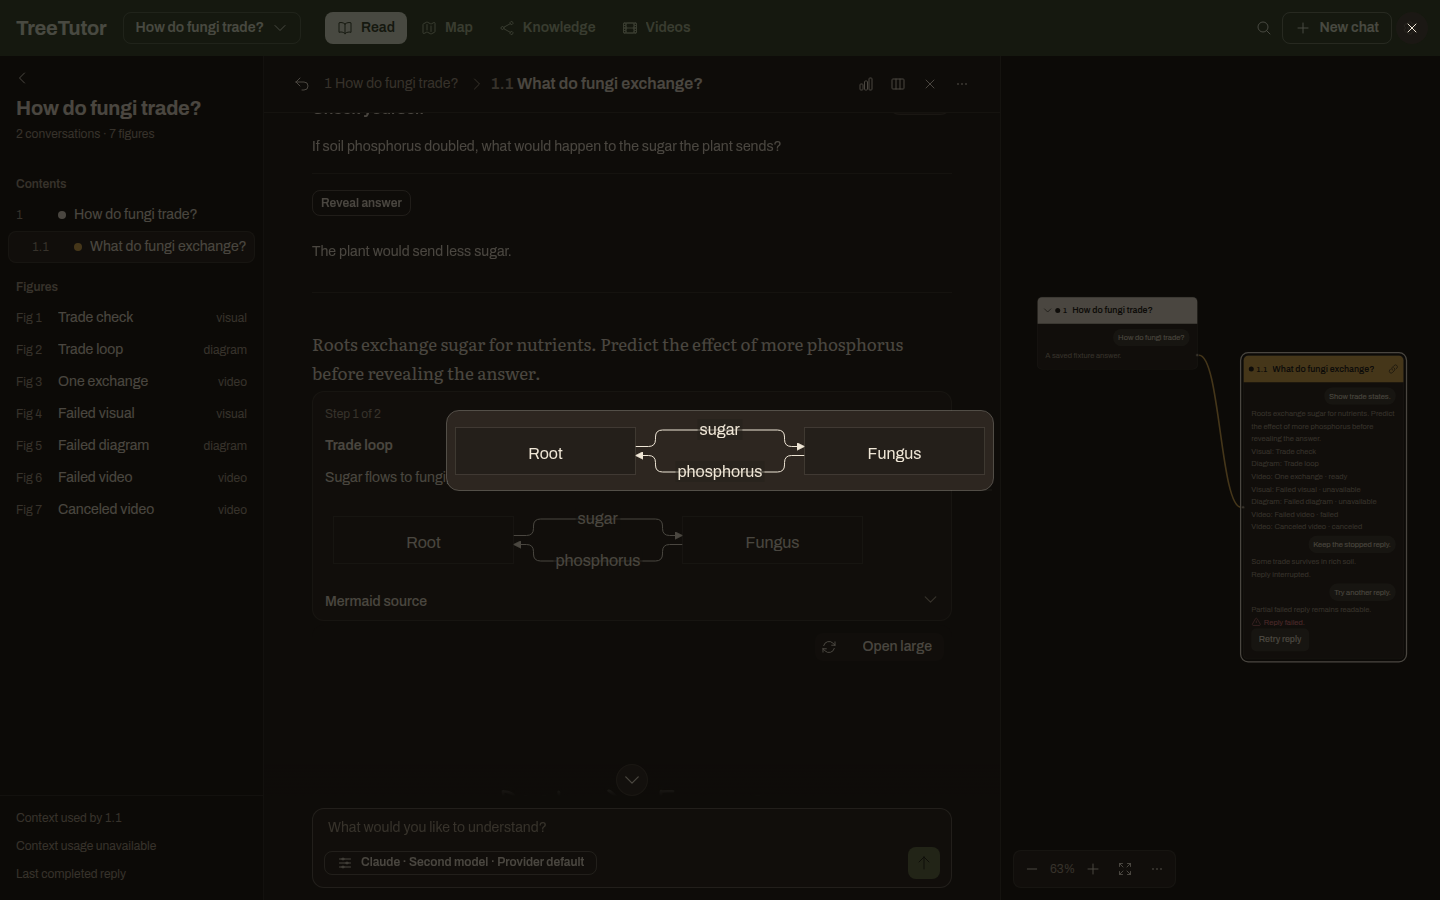 TreeTutor
How do fungi trade?
Read
Map
Knowledge
Videos
New chat
How do fungi trade?
2 conversations · 7 figures
Contents
1 How do fungi trade?
1.1 What do fungi exchange?
Figures
Fig 1 Trade check visual
Fig 2 Trade loop diagram
Fig 3 One exchange video
Fig 4 Failed visual visual
Fig 5 Failed diagram diagram
Fig 6 Failed video video
Fig 7 Canceled video video
Context used by 1.1
Context usage unavailable
Last completed reply
1 How do fungi trade?
1.1 What do fungi exchange?
If soil phosphorus doubled, what would happen to the sugar the plant sends?
Reveal answer
The plant would send less sugar.
Roots exchange sugar for nutrients. Predict the effect of more phosphorus
before revealing the answer.
Step 1 of 2
Trade loop
Sugar flows to fungi
sugar
Root
Fungus
phosphorus
sugar
Root
Fungus
phosphorus
Mermaid source
Open large
What would you like to understand?
Claude · Second model · Provider default
1 How do fungi trade?
How do fungi trade?
A saved fixture answer.
1.1 What do fungi exchange?
Show trade states.
Roots exchange sugar for nutrients. Predict
the effect of more phosphorus before
revealing the answer.
Visual: Trade check
Diagram: Trade loop
Video: One exchange · ready
Visual: Failed visual · unavailable
Diagram: Failed diagram · unavailable
Video: Failed video · failed
Video: Canceled video · canceled
Keep the stopped reply.
Some trade survives in rich soil.
Reply interrupted.
Try another reply.
Partial failed reply remains readable.
Reply failed.
Retry reply
63%